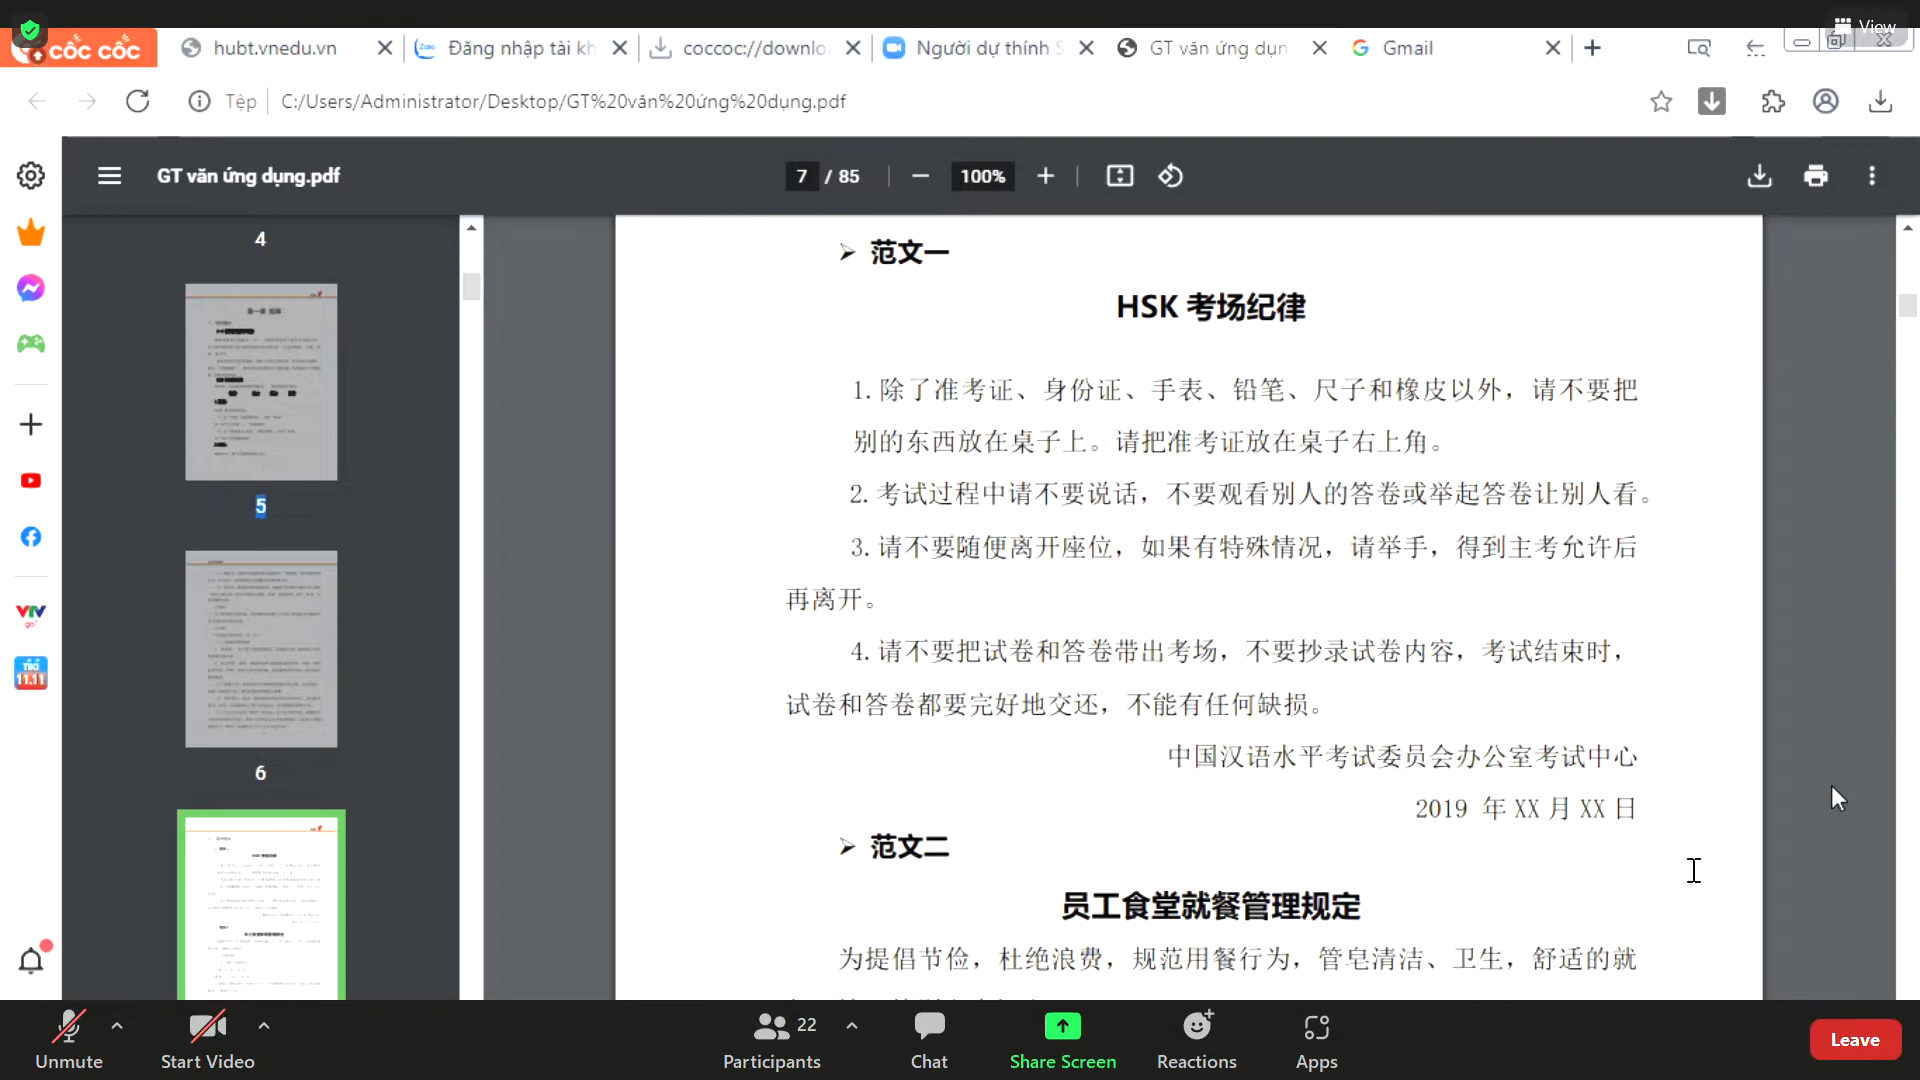 View
cốc cốc
hubt.vnedu.vn
Đăng nhập tài kh
coccoc://downlo
Người dự thính S
GT văn ứng dụn
Gmail
Tệp
C:/Users/Administrator/Desktop/GT%20văn%20ứng%20dụng.pdf
GT văn ứng dụng.pdf
7 / 85
100%
4
5
6
➢ 范文一
HSK 考场纪律
1. 除了准考证、身份证、手表、铅笔、尺子和橡皮以外，请不要把
别的东西放在桌子上。请把准考证放在桌子右上角。
2. 考试过程中请不要说话，不要观看别人的答卷或举起答卷让别人看。
3. 请不要随便离开座位，如果有特殊情况，请举手，得到主考允许后
再离开。
4. 请不要把试卷和答卷带出考场，不要抄录试卷内容，考试结束时，
试卷和答卷都要完好地交还，不能有任何缺损。
中国汉语水平考试委员会办公室考试中心
2019 年 XX 月 XX 日
➢ 范文二
员工食堂就餐管理规定
为提倡节俭，杜绝浪费，规范用餐行为，管皂清洁、卫生，舒适的就
VTV
go
TIKI
11.11
Unmute
Start Video
22
Participants
Chat
Share Screen
Reactions
Apps
Leave